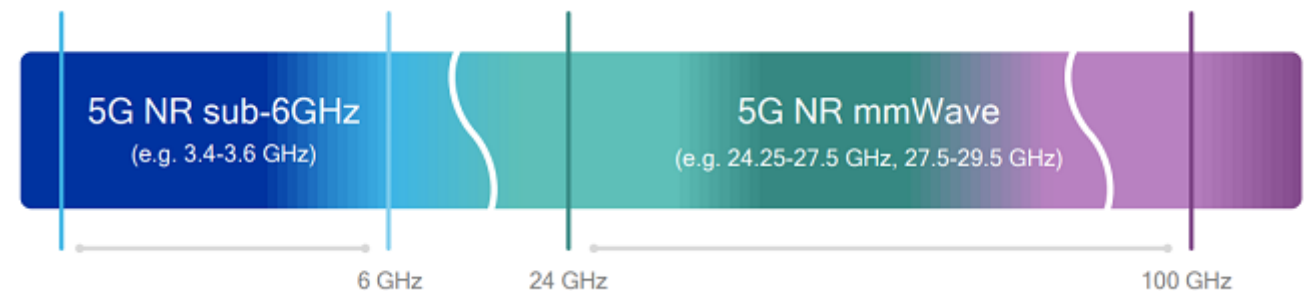 5G NR sub-6GHz
(e.g. 3.4-3.6 GHz)
5G NR mmWave
(e.g. 24.25-27.5 GHz, 27.5-29.5 GHz)
6 GHz
24 GHz
100 GHz